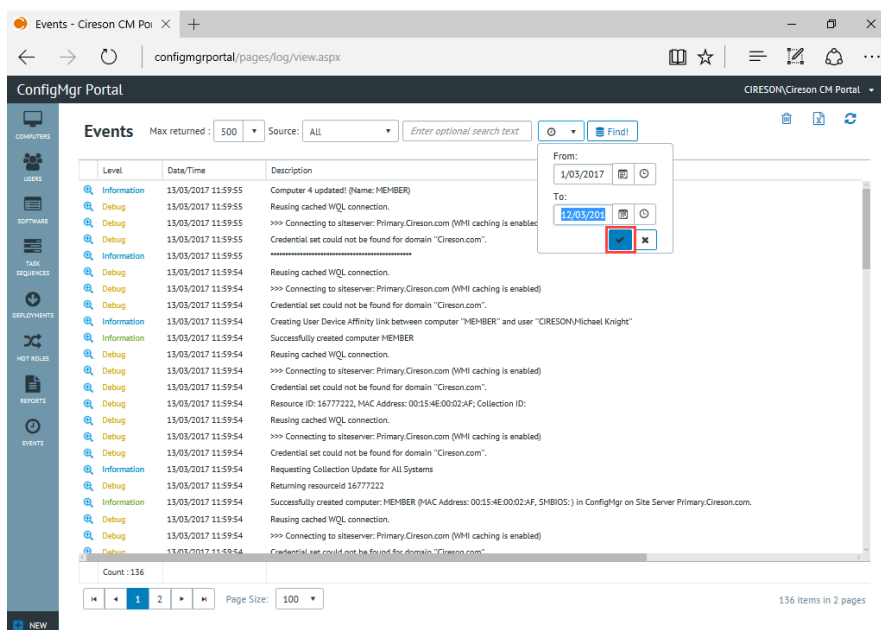 Events - Cireson CM Por
configmgrportal/pages/log/view.aspx
ConfigMgr Portal
CIRESON\Cireson CM Portal
COMPUTERS
USERS
SOFTWARE
TASK
SEQUENCES
DEPLOYMENTS
MDT ROLES
REPORTS
EVENTS
NEW
Events Max returned : 500 Source: ALL Enter optional search text Find!
From:
1/03/2017
To:
12/03/201
Level Date/Time Description
Information 13/03/2017 11:59:55 Computer 4 updated! (Name: MEMBER)
Debug 13/03/2017 11:59:55 Reusing cached WQL connection.
Debug 13/03/2017 11:59:55 >>> Connecting to siteserver: Primary.Cireson.com (WMI caching is enabled
Debug 13/03/2017 11:59:55 Credential set could not be found for domain "Cireson.com".
Information 13/03/2017 11:59:55 **************************************************
Debug 13/03/2017 11:59:54 Reusing cached WQL connection.
Debug 13/03/2017 11:59:54 >>> Connecting to siteserver: Primary.Cireson.com (WMI caching is enabled)
Debug 13/03/2017 11:59:54 Credential set could not be found for domain "Cireson.com".
Information 13/03/2017 11:59:54 Creating User Device Affinity link between computer "MEMBER" and user "CIRESON\Michael Knight"
Information 13/03/2017 11:59:54 Successfully created computer MEMBER
Debug 13/03/2017 11:59:54 Reusing cached WQL connection.
Debug 13/03/2017 11:59:54 >>> Connecting to siteserver: Primary.Cireson.com (WMI caching is enabled)
Debug 13/03/2017 11:59:54 Credential set could not be found for domain "Cireson.com".
Debug 13/03/2017 11:59:54 Resource ID: 16777222, MAC Address: 00:15:4E:00:02:AF; Collection ID:
Debug 13/03/2017 11:59:54 Reusing cached WQL connection.
Debug 13/03/2017 11:59:54 >>> Connecting to siteserver: Primary.Cireson.com (WMI caching is enabled)
Debug 13/03/2017 11:59:54 Credential set could not be found for domain "Cireson.com".
Information 13/03/2017 11:59:54 Requesting Collection Update for All Systems
Debug 13/03/2017 11:59:54 Returning resourceid 16777222
Information 13/03/2017 11:59:54 Successfully created computer: MEMBER (MAC Address: 00:15:4E:00:02:AF, SMBIOS: ) in ConfigMgr on Site Server Primary.Cireson.com.
Debug 13/03/2017 11:59:54 Reusing cached WQL connection.
Debug 13/03/2017 11:59:54 >>> Connecting to siteserver: Primary.Cireson.com (WMI caching is enabled)
Debug 13/03/2017 11:59:54 Credential set could not be found for domain "Cireson.com".
Count : 136
1 2 Page Size: 100 136 items in 2 pages